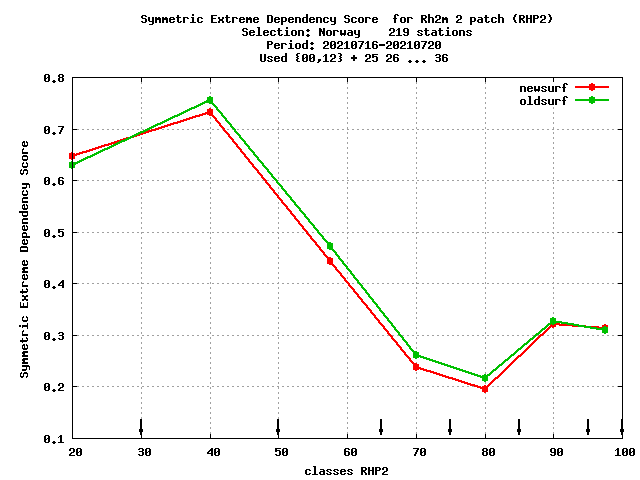 Symmetric Extreme Dependency Score  for Rh2m 2 patch (RHP2)
Selection: Norway    219 stations
Period: 20210716-20210720
Used {00,12} + 25 26 ... 36
newsurf
oldsurf
0.8
0.7
0.6
0.5
0.4
0.3
0.2
0.1
Symmetric Extreme Dependency Score
20 30 40 50 60 70 80 90 100
classes RHP2